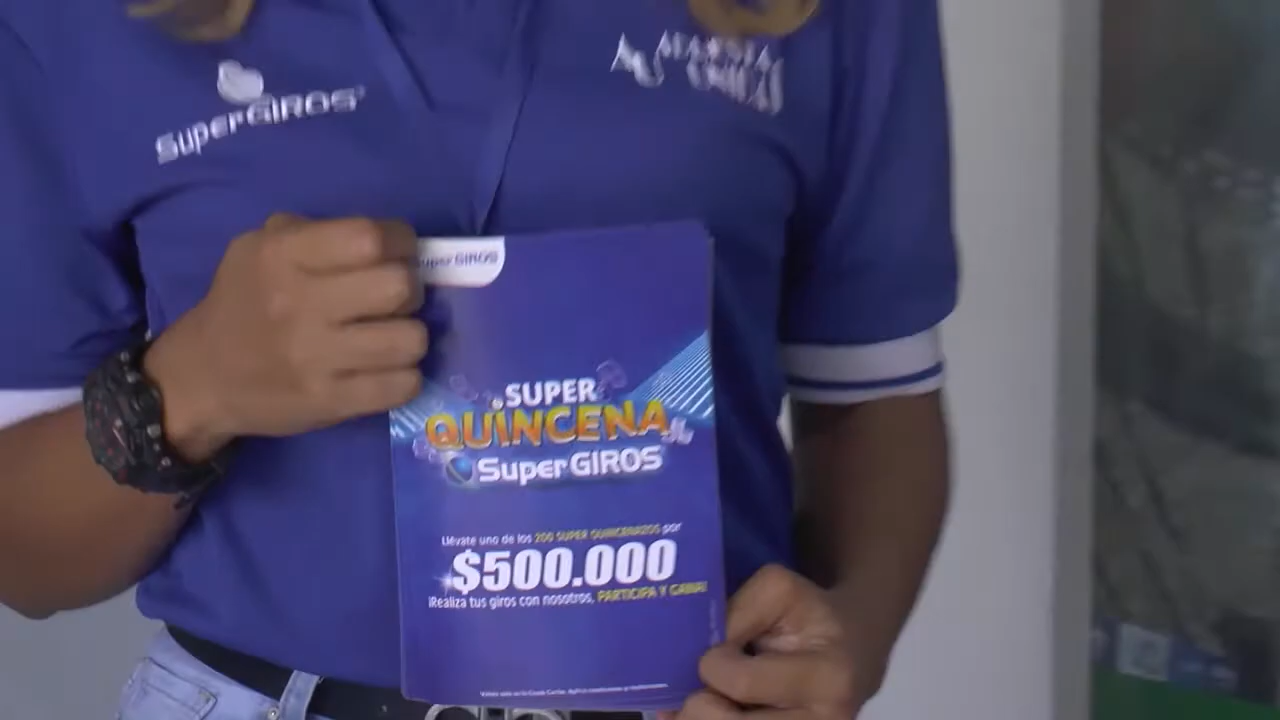 SuperGIROS
SuperGIROS
SUPER
QUINCENA
SuperGIROS
Llévate uno de los 200 SUPER QUINCENAZOS por
$500.000
¡Realiza tus giros con nosotros, PARTICIPA Y GANA!